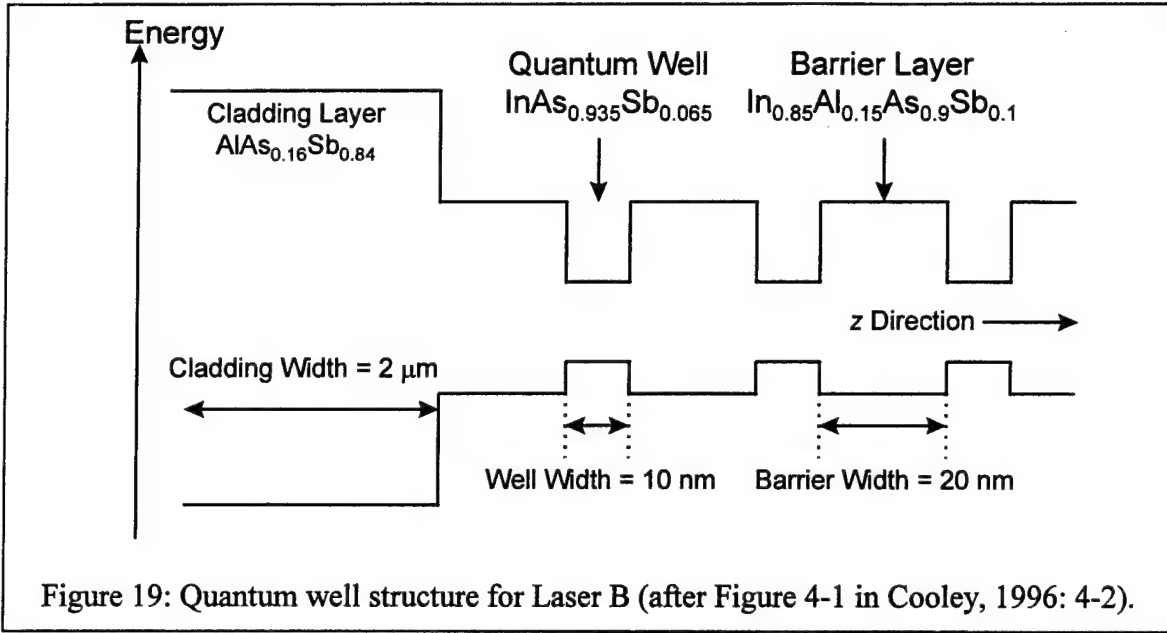 Energy
Quantum Well
InAs0.935Sb0.065
Barrier Layer
In0.85Al0.15As0.9Sb0.1
Cladding Layer
AlAs0.16Sb0.84
z Direction
Cladding Width = 2 μm
Well Width = 10 nm
Barrier Width = 20 nm
Figure 19: Quantum well structure for Laser B (after Figure 4-1 in Cooley, 1996: 4-2).